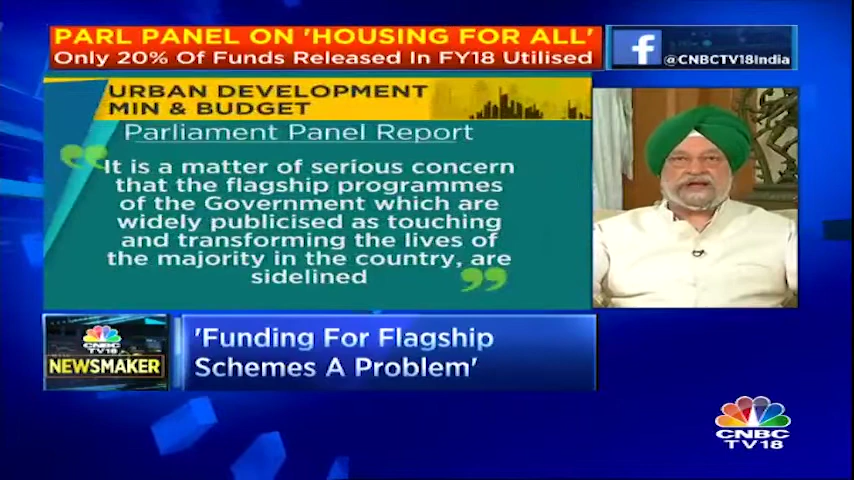 PARL PANEL ON 'HOUSING FOR ALL'
Only 20% Of Funds Released In FY18 Utilised
f @CNBCTV18India
URBAN DEVELOPMENT
MIN & BUDGET
Parliament Panel Report
“It is a matter of serious concern
that the flagship programmes
of the Government which are
widely publicised as touching
and transforming the lives of
the majority in the country, are
sidelined”
CNBC
TV18
NEWSMAKER
'Funding For Flagship
Schemes A Problem'
CNBC
TV18